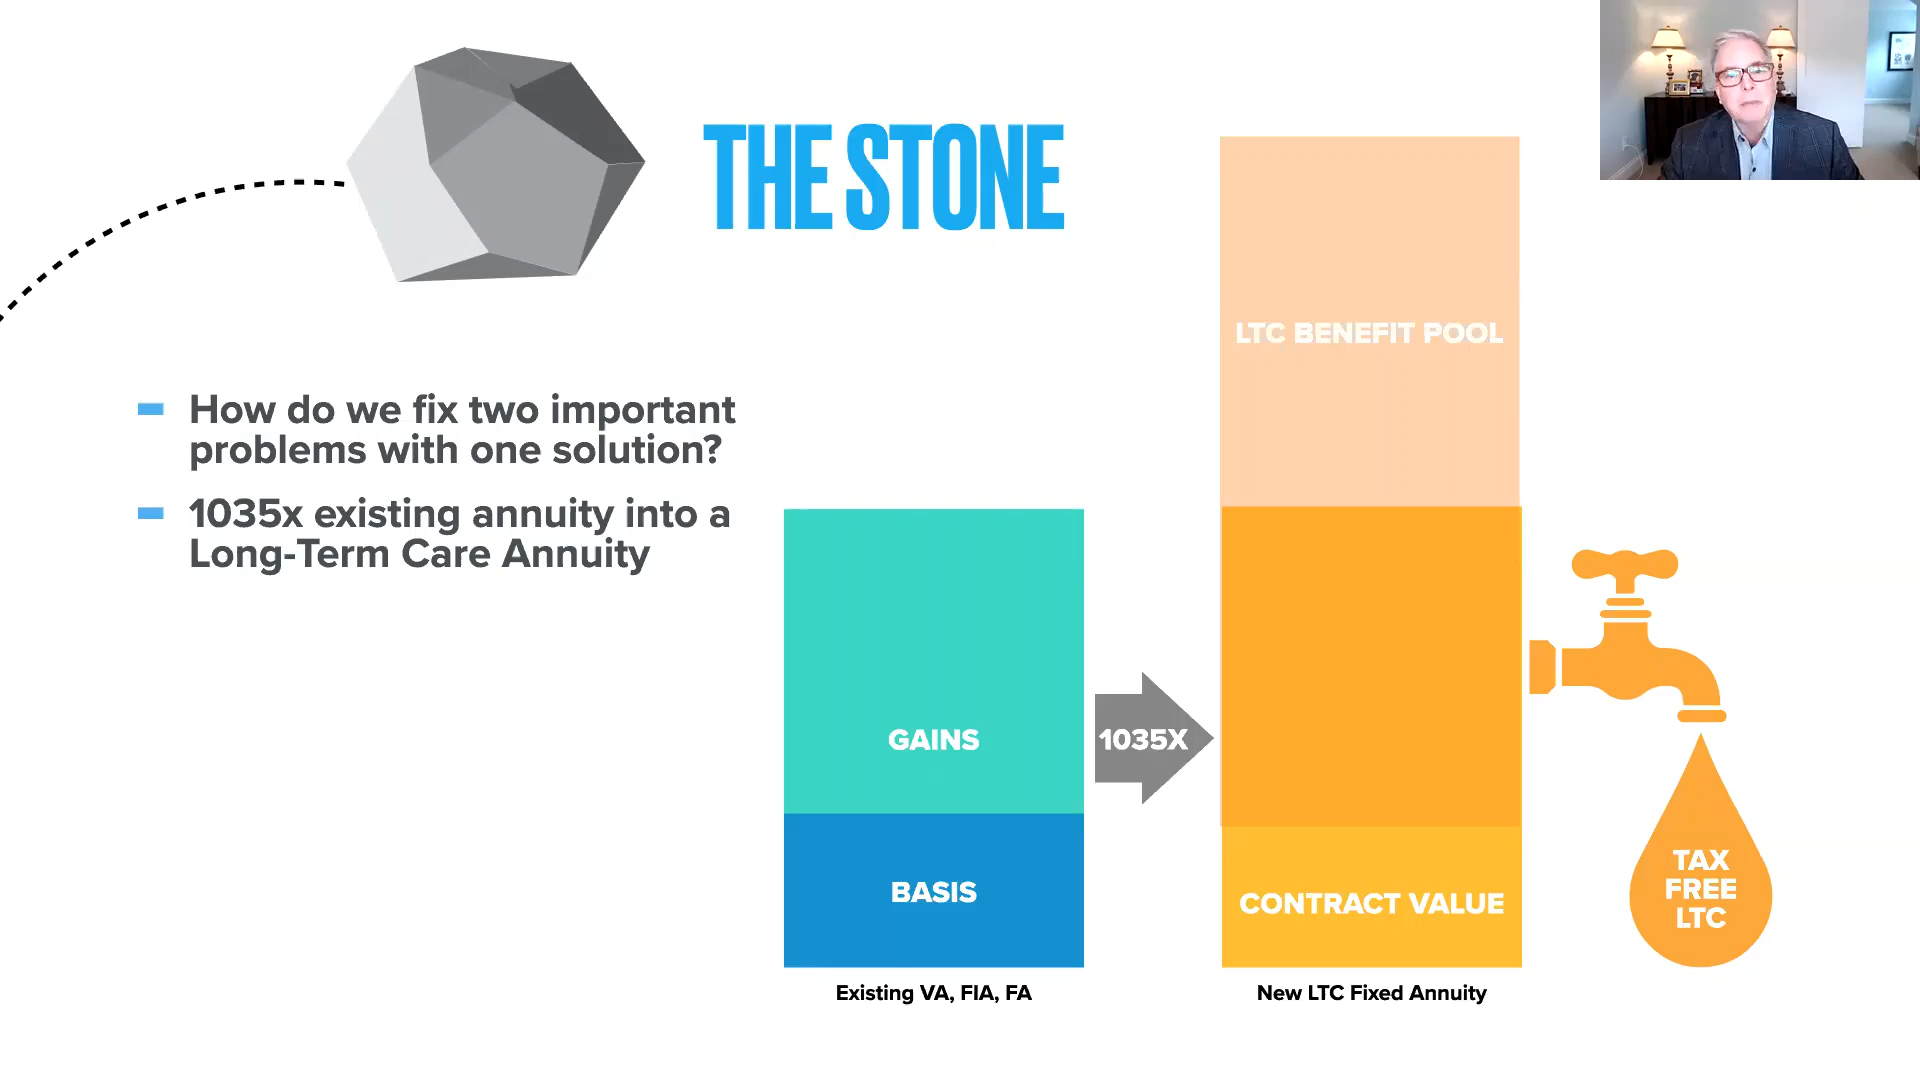 THE STONE
How do we fix two important
problems with one solution?
1035x existing annuity into a
Long-Term Care Annuity
GAINS
BASIS
Existing VA, FIA, FA
1035X
LTC BENEFIT POOL
CONTRACT VALUE
New LTC Fixed Annuity
TAX
FREE
LTC